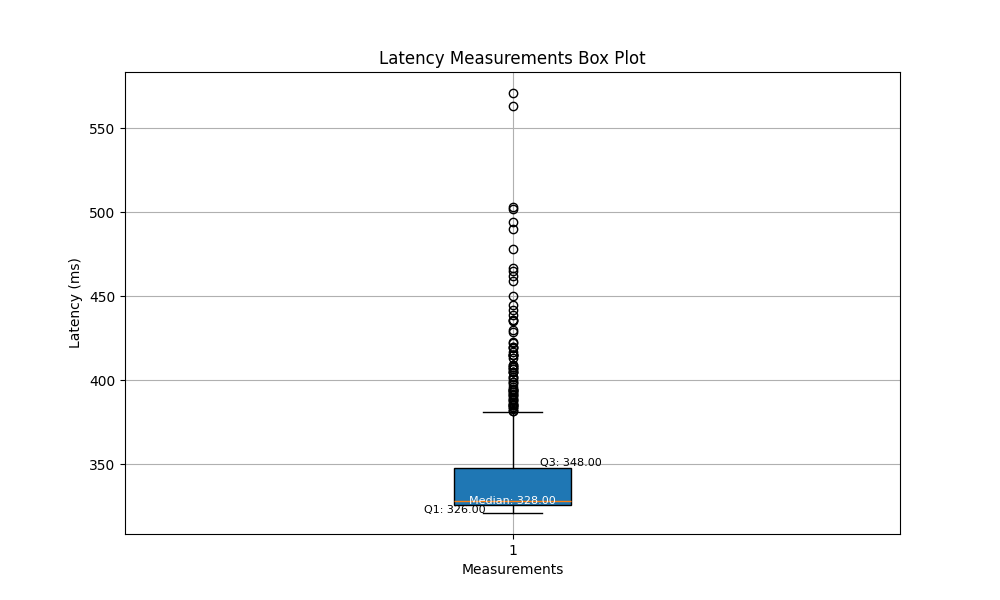 Latency Measurements Box Plot
550
500
450
400
350
Latency (ms)
Q3: 348.00
Median: 328.00
Q1: 326.00
1
Measurements